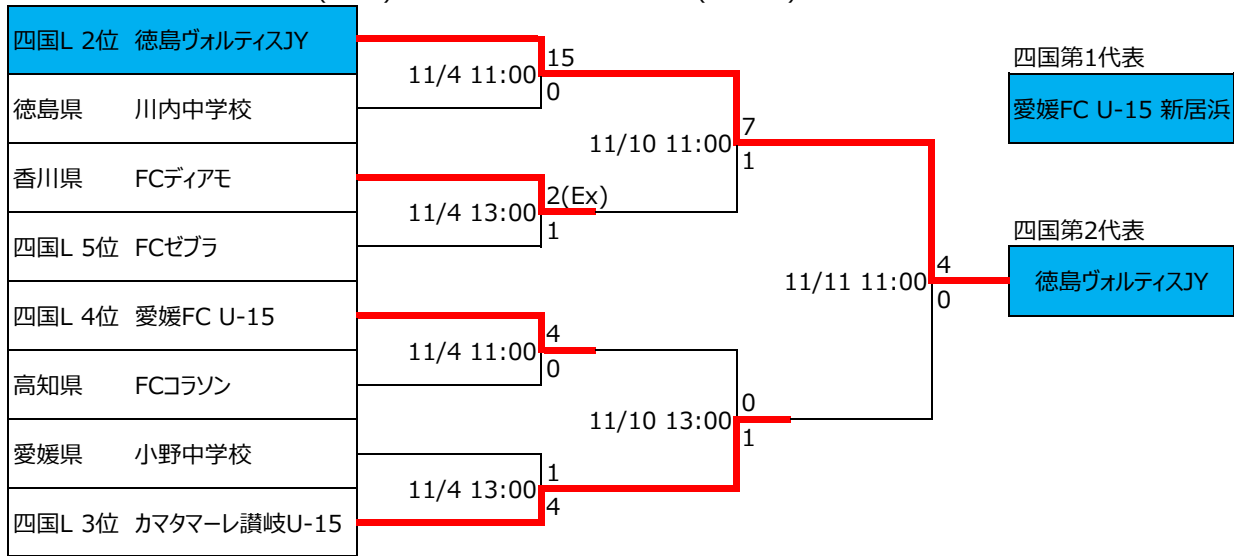 四国L 2位 徳島ヴォルティスJY
徳島県 川内中学校
香川県 FCディアモ
四国L 5位 FCゼブラ
四国L 4位 愛媛FC U-15
高知県 FCコラソン
愛媛県 小野中学校
四国L 3位 カマタマーレ讃岐U-15
11/4 11:00
15
0
11/4 13:00
2(Ex)
1
11/4 11:00
4
0
11/4 13:00
1
4
11/10 11:00
7
1
11/10 13:00
0
1
11/11 11:00
4
0
四国第1代表
愛媛FC U-15 新居浜
四国第2代表
徳島ヴォルティスJY